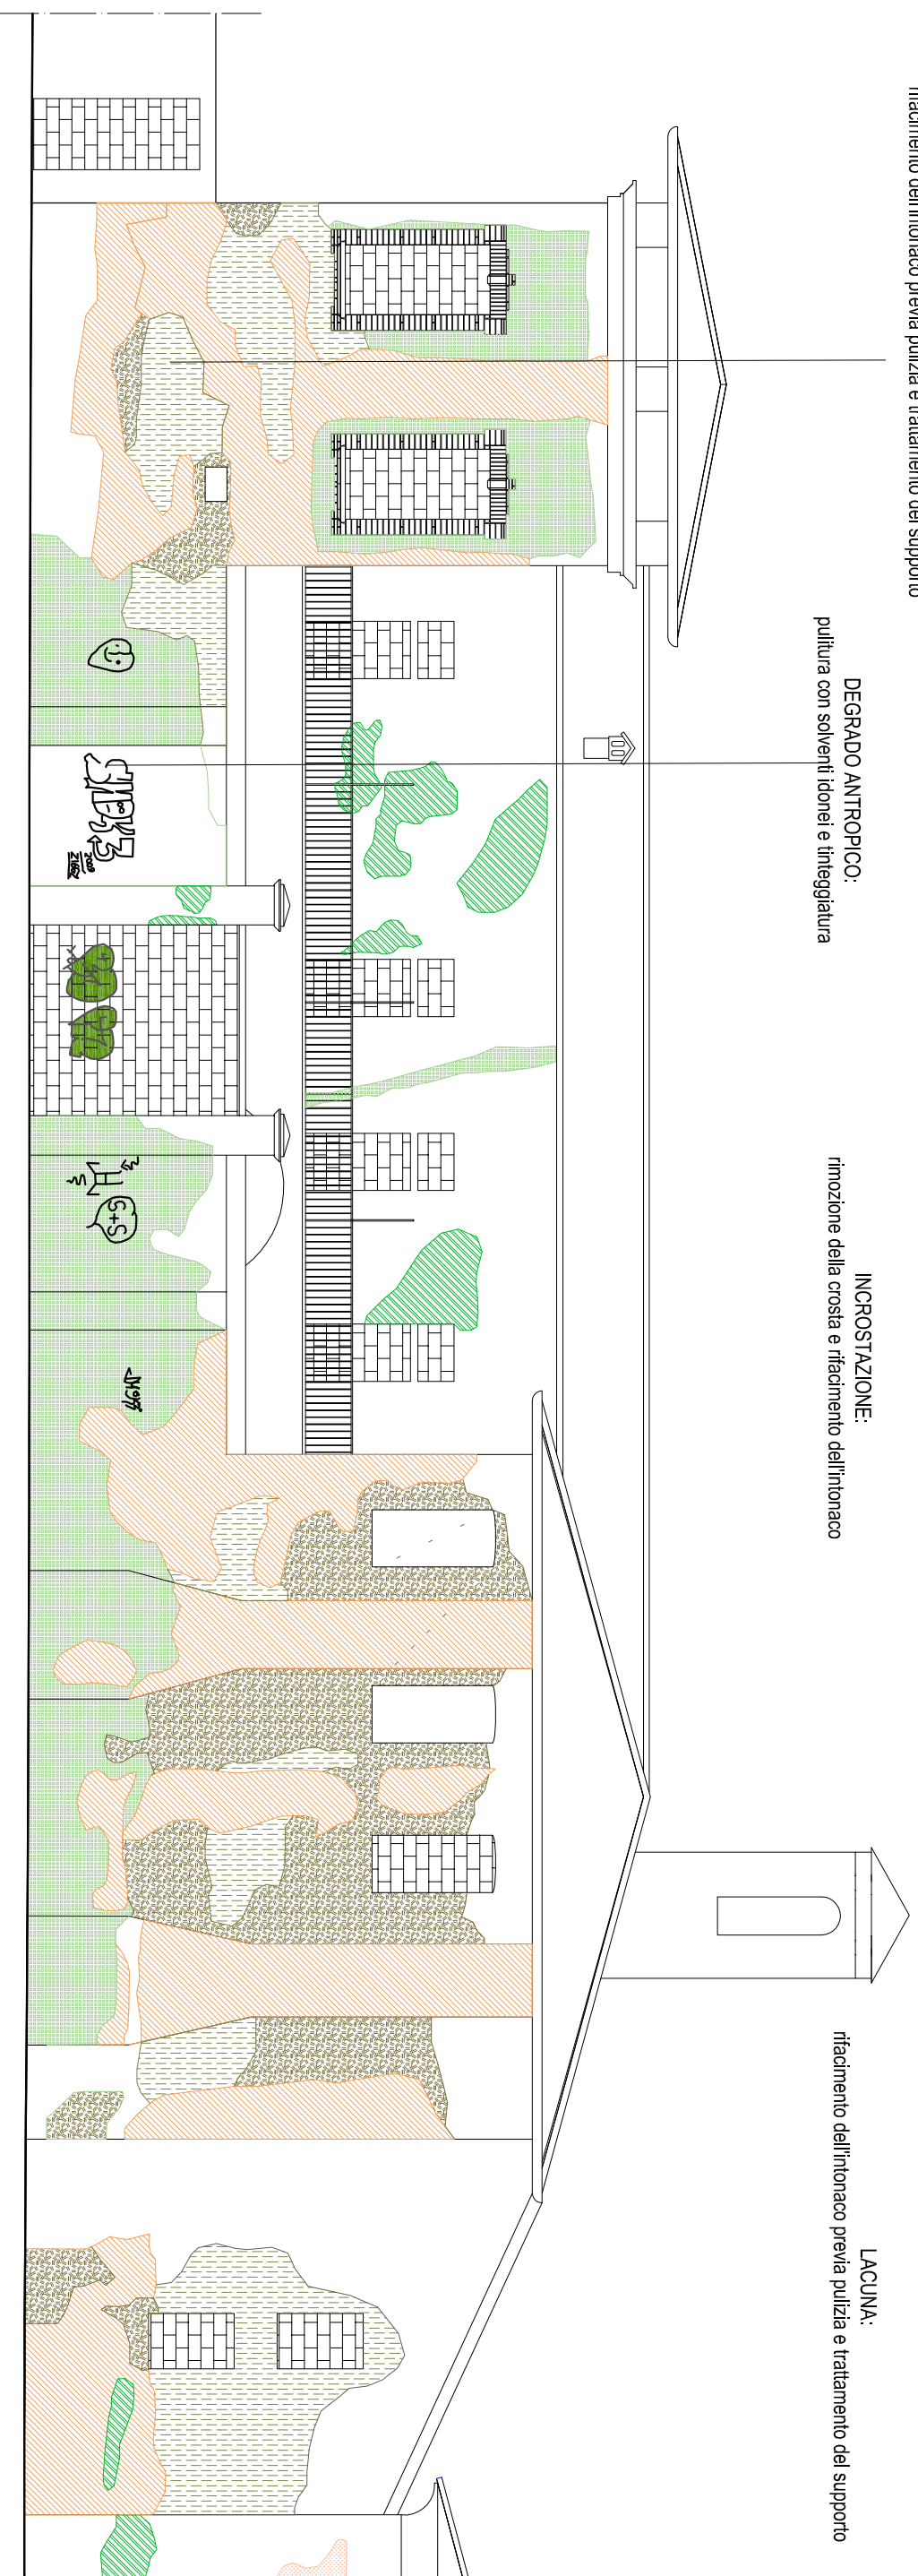 rifacimento dell'intonaco previa pulizia e trattamento del supporto
DEGRADO ANTROPICO:
pulitura con solventi idonei e tinteggiatura
INCROSTAZIONE:
rimozione della crosta e rifacimento dell'intonaco
LACUNA:
rifacimento dell'intonaco previa pulizia e trattamento del supporto
S+S